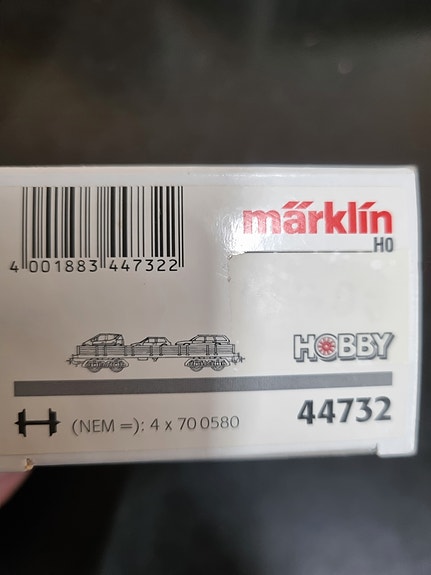 4 001883 447322
märklin
H0
HOBBY
44732
(NEM =): 4 x 70 0580